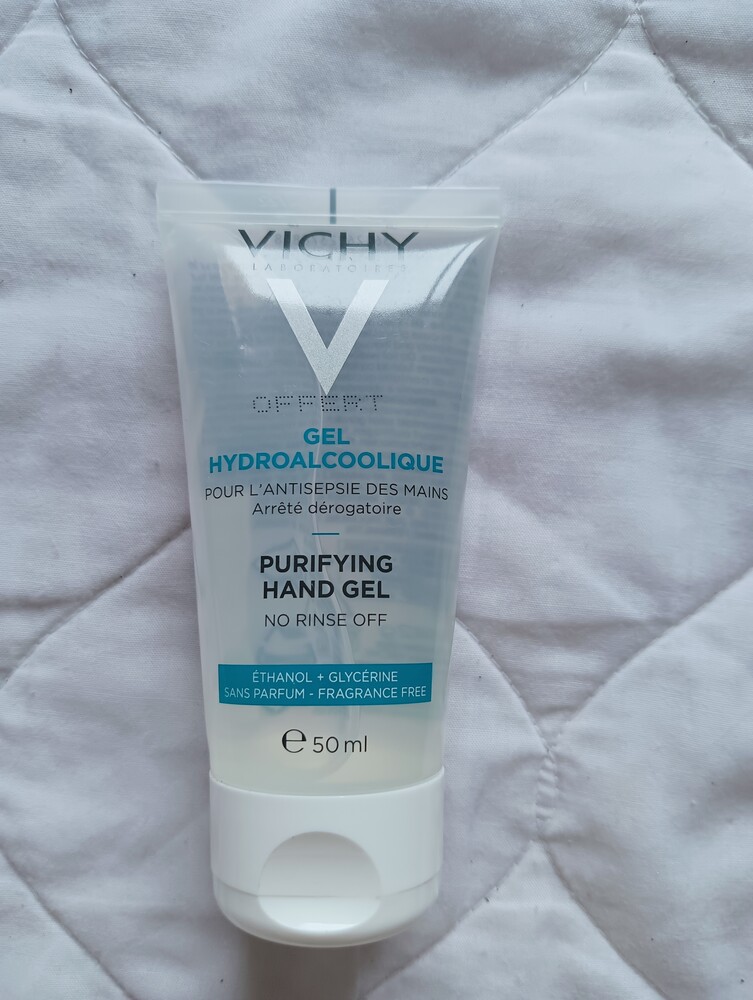 VICHY
LABORATOIRES
V
OFFERT
GEL
HYDROALCOOLIQUE
POUR L'ANTISEPSIE DES MAINS
Arrêté dérogatoire
PURIFYING
HAND GEL
NO RINSE OFF
ÉTHANOL + GLYCÉRINE
SANS PARFUM - FRAGRANCE FREE
℮ 50 ml